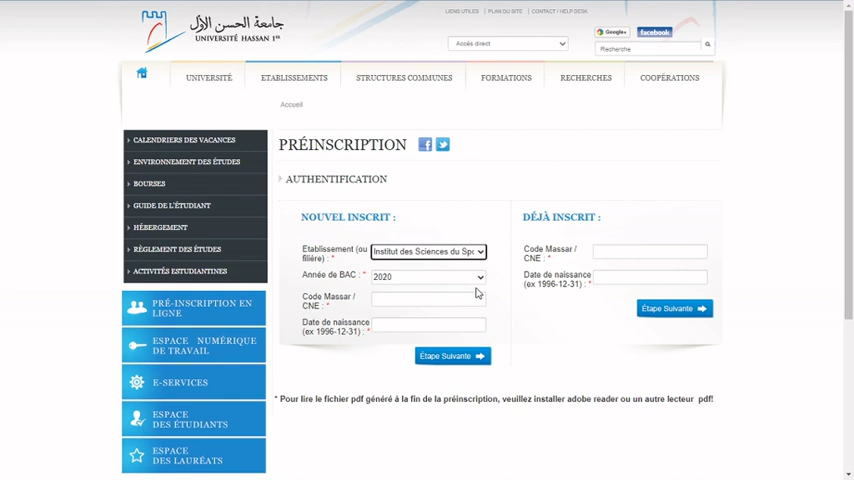 LIENS UTILES | PLAN DU SITE | CONTACT / HELP DESK
جامعة الحسن الأول
UNIVERSITÉ HASSAN 1er
Accès direct
Google+
facebook
Recherche
UNIVERSITÉ
ETABLISSEMENTS
STRUCTURES COMMUNES
FORMATIONS
RECHERCHES
COOPÉRATIONS
Accueil
CALENDRIERS DES VACANCES
ENVIRONNEMENT DES ÉTUDES
BOURSES
GUIDE DE L'ÉTUDIANT
HÉBERGEMENT
RÈGLEMENT DES ÉTUDES
ACTIVITÉS ESTUDIANTINES
PRÉ-INSCRIPTION EN
LIGNE
ESPACE NUMÉRIQUE
DE TRAVAIL
E-SERVICES
ESPACE
DES ÉTUDIANTS
ESPACE
DES LAURÉATS
PRÉINSCRIPTION
AUTHENTIFICATION
NOUVEL INSCRIT :
Etablissement (ou
filière) : *
Institut des Sciences du Spo
Année de BAC : *
2020
Code Massar /
CNE : *
Date de naissance
(ex 1996-12-31) : *
Étape Suivante
DÉJÀ INSCRIT :
Code Massar /
CNE : *
Date de naissance
(ex 1996-12-31) : *
Étape Suivante
* Pour lire le fichier pdf généré à la fin de la préinscription, veuillez installer adobe reader ou un autre lecteur pdf!